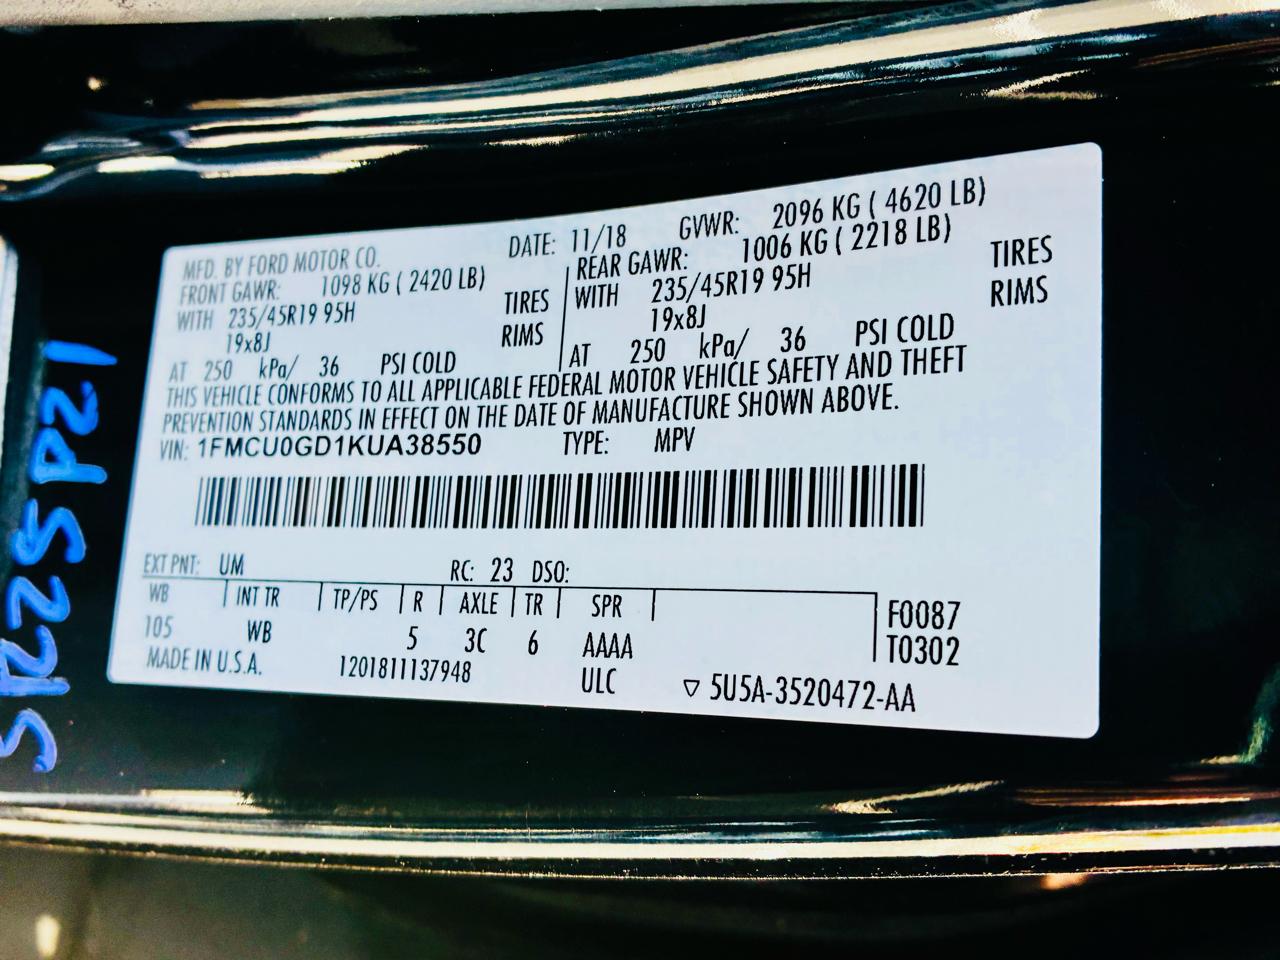 MFD. BY FORD MOTOR CO. DATE: 11/18 GVWR: 2096 KG ( 4620 LB)
FRONT GAWR: 1098 KG ( 2420 LB) REAR GAWR: 1006 KG ( 2218 LB)
WITH 235/45R19 95H TIRES WITH 235/45R19 95H TIRES
19x8J RIMS 19x8J RIMS
AT 250 kPa/ 36 PSI COLD AT 250 kPa/ 36 PSI COLD
THIS VEHICLE CONFORMS TO ALL APPLICABLE FEDERAL MOTOR VEHICLE SAFETY AND THEFT
PREVENTION STANDARDS IN EFFECT ON THE DATE OF MANUFACTURE SHOWN ABOVE.
VIN: 1FMCU0GD1KUA38550 TYPE: MPV
EXT PNT: UM RC: 23 DSO:
WB INT TR TP/PS R AXLE TR SPR F0087
105 WB 5 3C 6 AAAA T0302
MADE IN U.S.A. 1201811137948 ULC ▽ 5U5A-3520472-AA